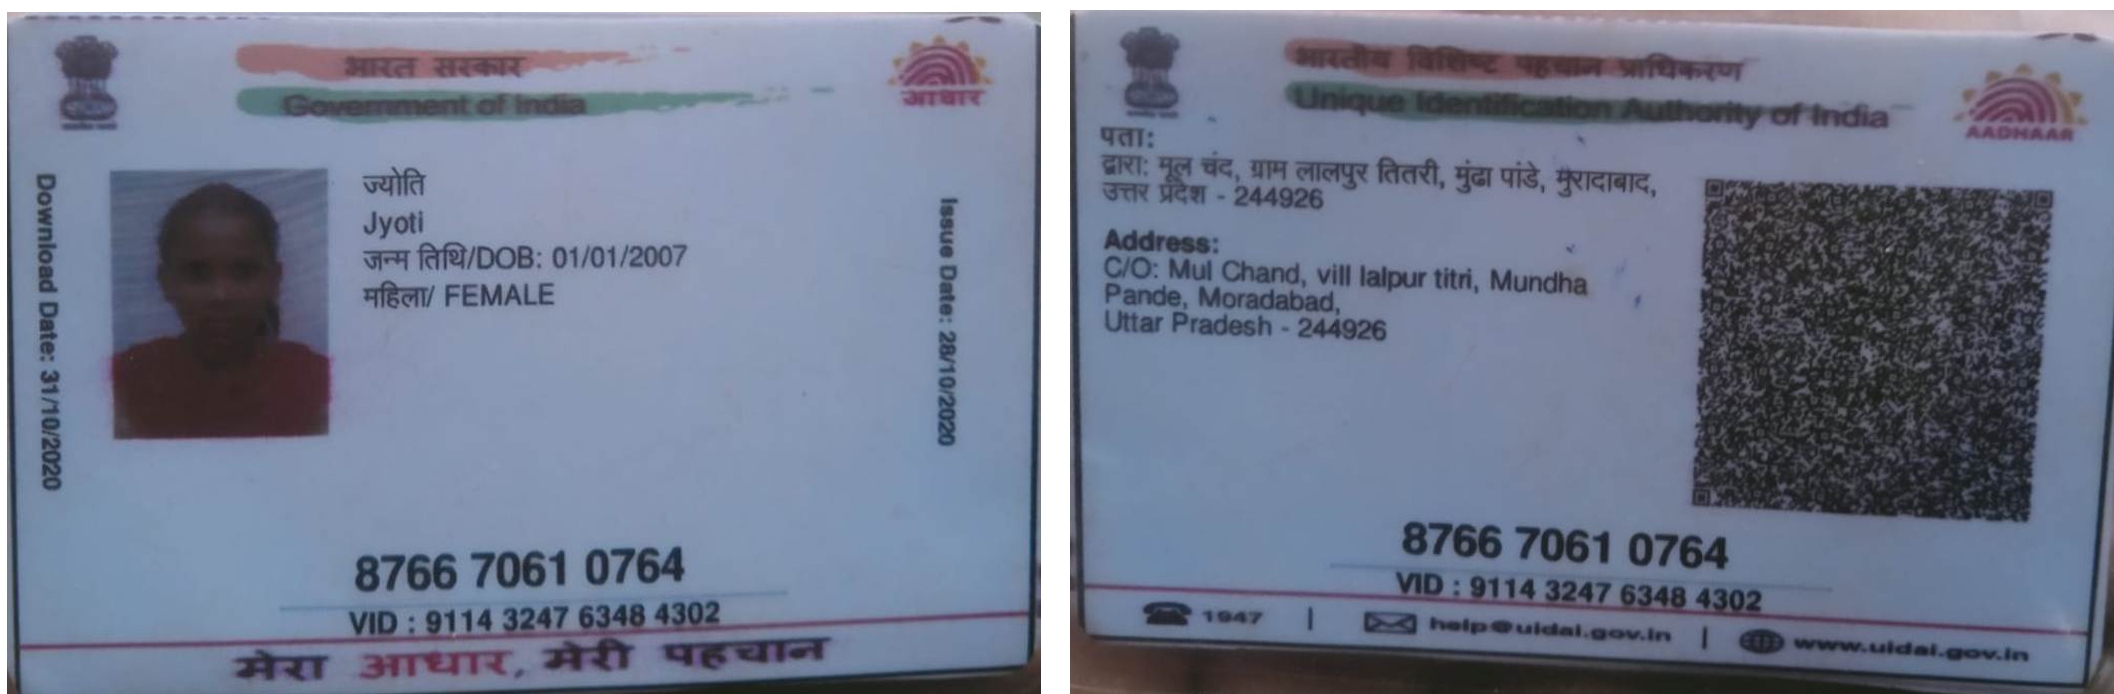 भारत सरकार
Government of India
आधार
Download Date: 31/10/2020
ज्योति
Jyoti
जन्म तिथि/DOB: 01/01/2007
महिला/ FEMALE
Issue Date: 28/10/2020
8766 7061 0764
VID : 9114 3247 6348 4302
मेरा आधार, मेरी पहचान
भारतीय विशिष्ट पहचान प्राधिकरण
Unique Identification Authority of India
AADHAAR
पता:
द्वारा: मूल चंद, ग्राम लालपुर तितरी, मुंढा पांडे, मुरादाबाद,
उत्तर प्रदेश - 244926
Address:
C/O: Mul Chand, vill lalpur titri, Mundha
Pande, Moradabad,
Uttar Pradesh - 244926
8766 7061 0764
VID : 9114 3247 6348 4302
1947 | help@uidai.gov.in | www.uidai.gov.in